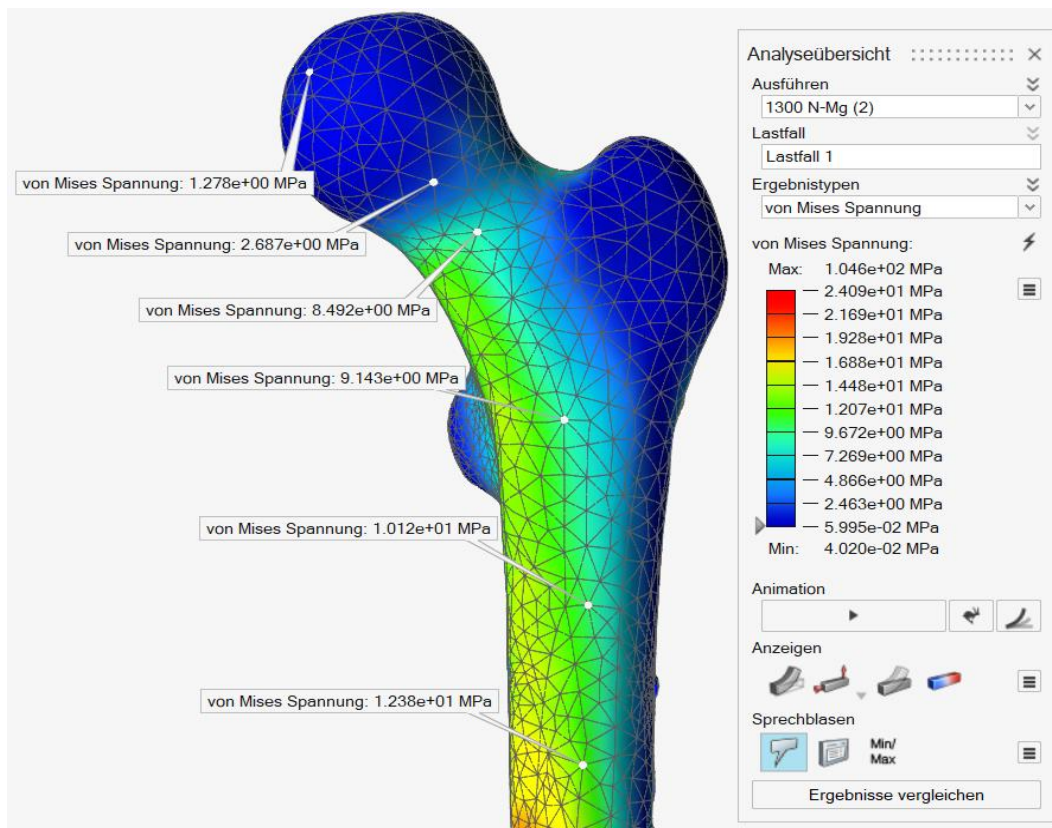 von Mises Spannung: 1.278e+00 MPa
von Mises Spannung: 2.687e+00 MPa
von Mises Spannung: 8.492e+00 MPa
von Mises Spannung: 9.143e+00 MPa
von Mises Spannung: 1.012e+01 MPa
von Mises Spannung: 1.238e+01 MPa
Analyseübersicht
Ausführen
1300 N-Mg (2)
Lastfall
Lastfall 1
Ergebnistypen
von Mises Spannung
von Mises Spannung:
Max: 1.046e+02 MPa
2.409e+01 MPa
2.169e+01 MPa
1.928e+01 MPa
1.688e+01 MPa
1.448e+01 MPa
1.207e+01 MPa
9.672e+00 MPa
7.269e+00 MPa
4.866e+00 MPa
2.463e+00 MPa
5.995e-02 MPa
Min: 4.020e-02 MPa
Animation
Anzeigen
Sprechblasen
Min/
Max
Ergebnisse vergleichen